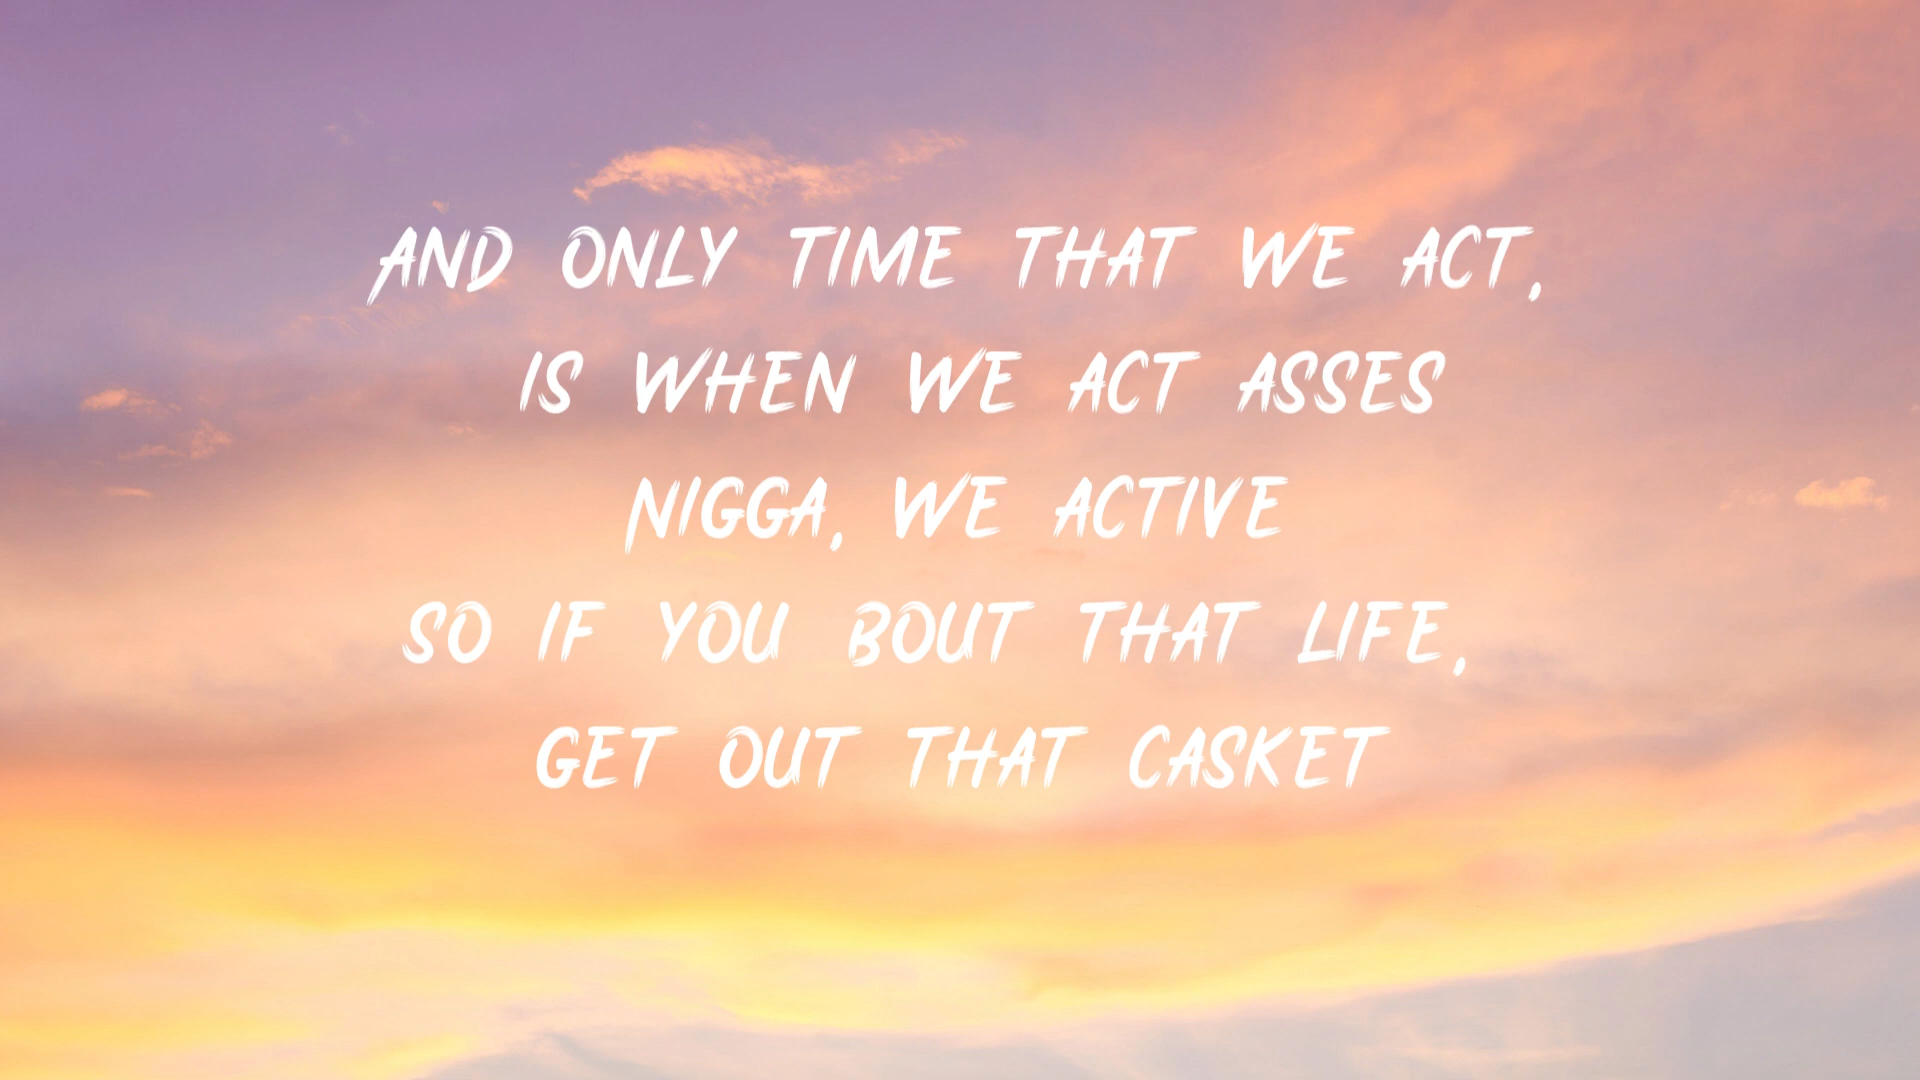 AND ONLY TIME THAT WE ACT,
IS WHEN WE ACT ASSES
NIGGA, WE ACTIVE
SO IF YOU BOUT THAT LIFE,
GET OUT THAT CASKET